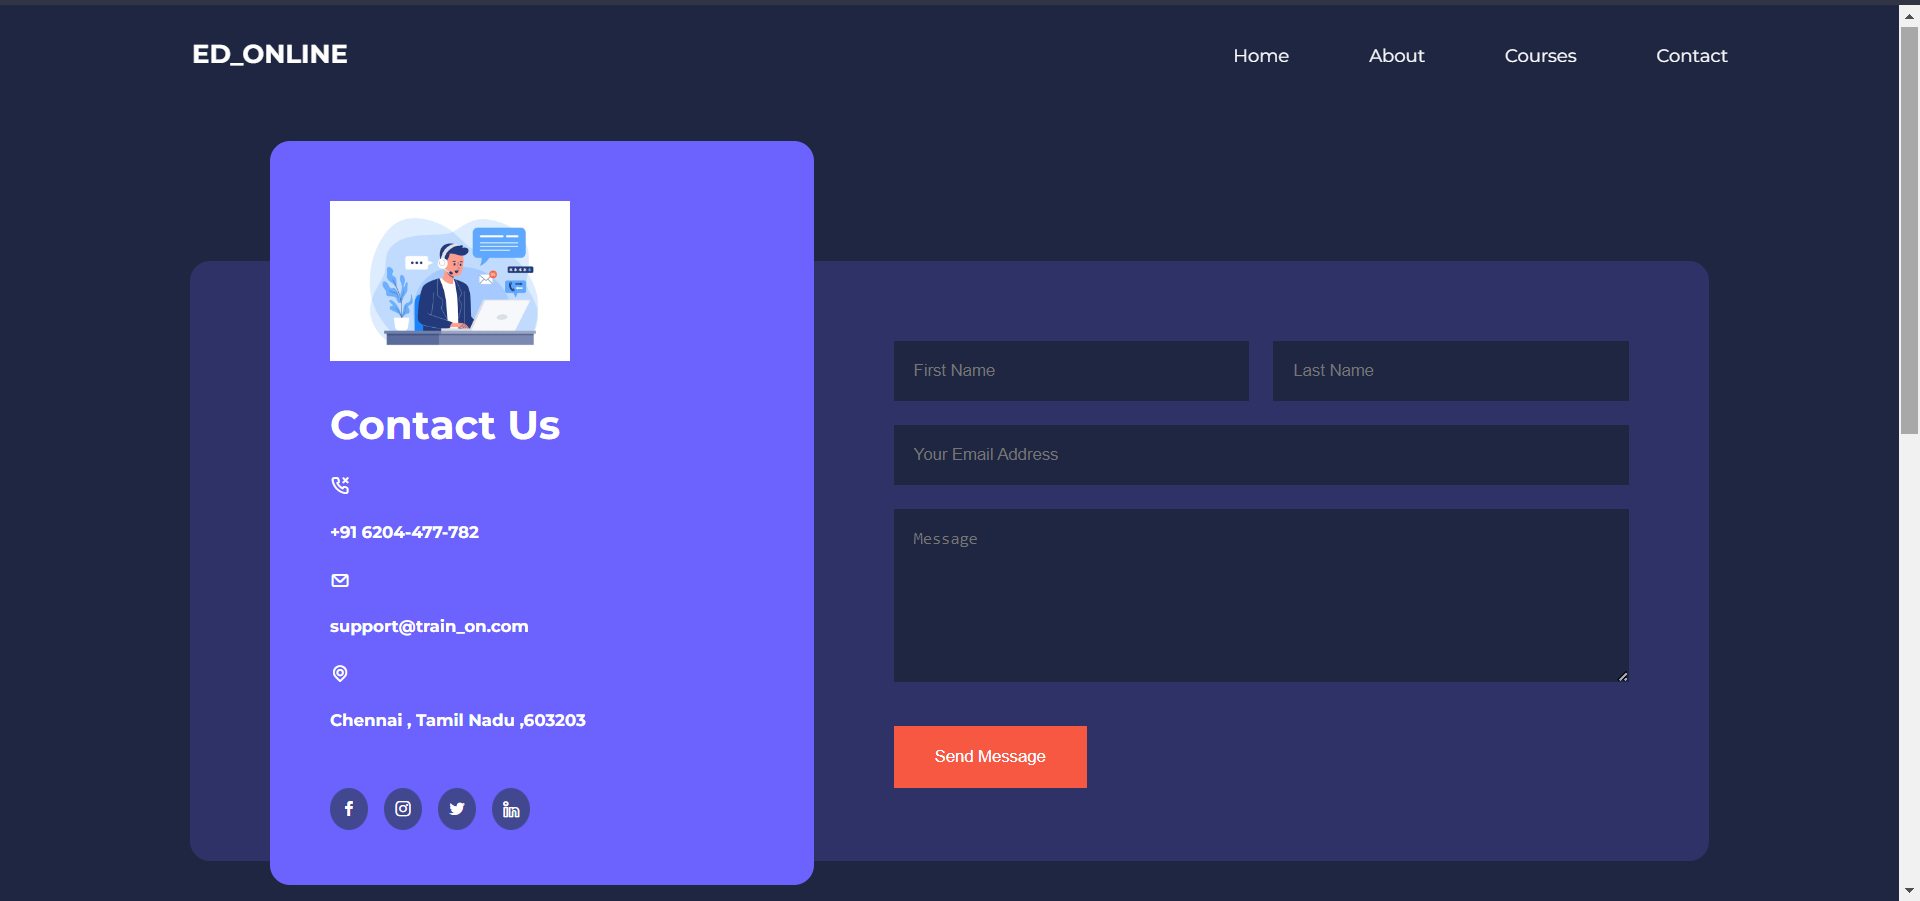 ED_ONLINE
Home About Courses Contact
Contact Us
+91 6204-477-782
support@train_on.com
Chennai , Tamil Nadu ,603203
First Name Last Name
Your Email Address
Message
Send Message